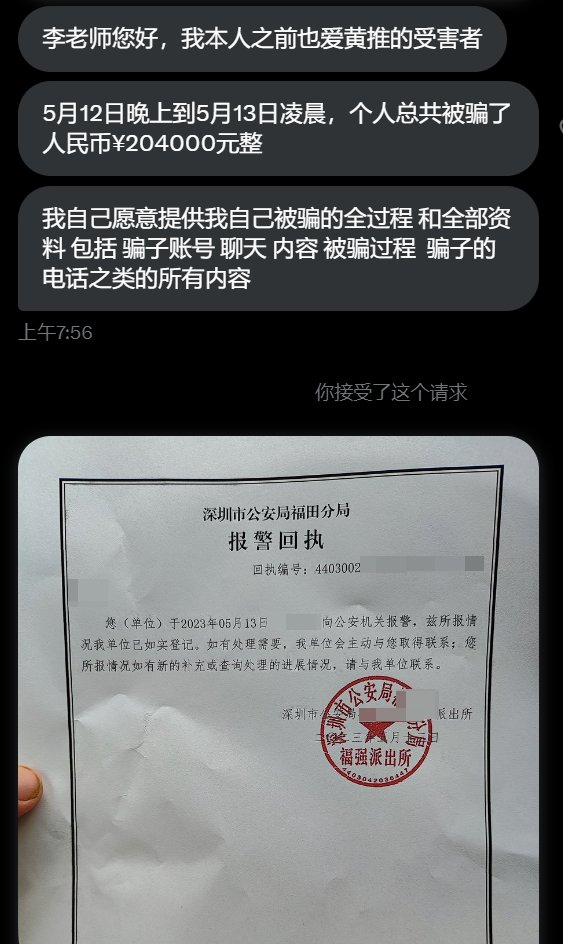 李老师您好，我本人之前也爱黄推的受害者
5月12日晚上到5月13日凌晨，个人总共被骗了
人民币¥204000元整
我自己愿意提供我自己被骗的全过程 和全部资
料 包括 骗子账号 聊天 内容 被骗过程  骗子的
电话之类的所有内容
上午7:56
你接受了这个请求
深圳市公安局福田分局
报警回执
回执编号：4403002
您（单位）于2023年05月13日 向公安机关报警，兹所报情
况我单位已如实登记。如有处理需要，我单位会主动与您取得联系；您
所报情况如有新的补充或查询处理的进展情况，请与我单位联系。
深圳市公 派出所
深圳市公安局 分局
福强派出所